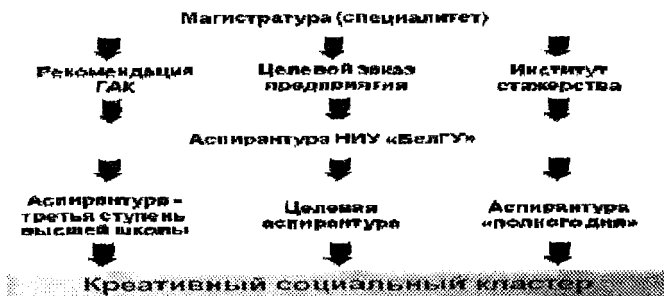 Магистратура (специалитет)
Рекомендация
ГАК
Целевой заказ
предприятия
Институт
стажерства
Аспирантура НИУ «БелГУ»
Аспирантура –
третья ступень
высшей школы
Целевая
аспирантура
Аспирантура
«полного дня»
Креативный социальный кластер